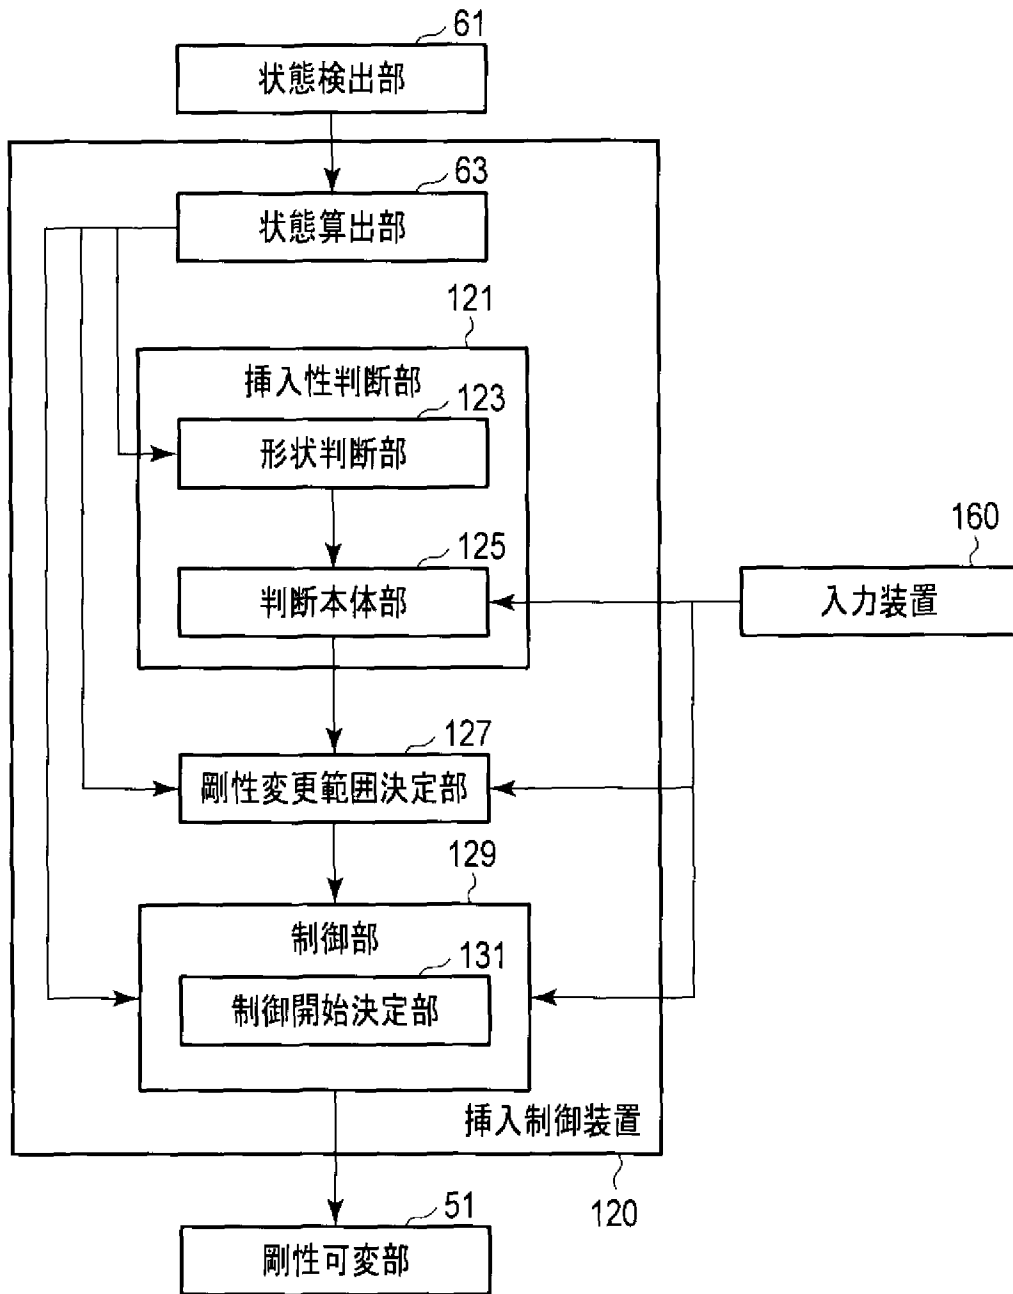 61
状態検出部
63
状態算出部
121
挿入性判断部
123
形状判断部
125
判断本体部
160
入力装置
127
剛性変更範囲決定部
129
制御部
131
制御開始決定部
挿入制御装置
120
51
剛性可変部